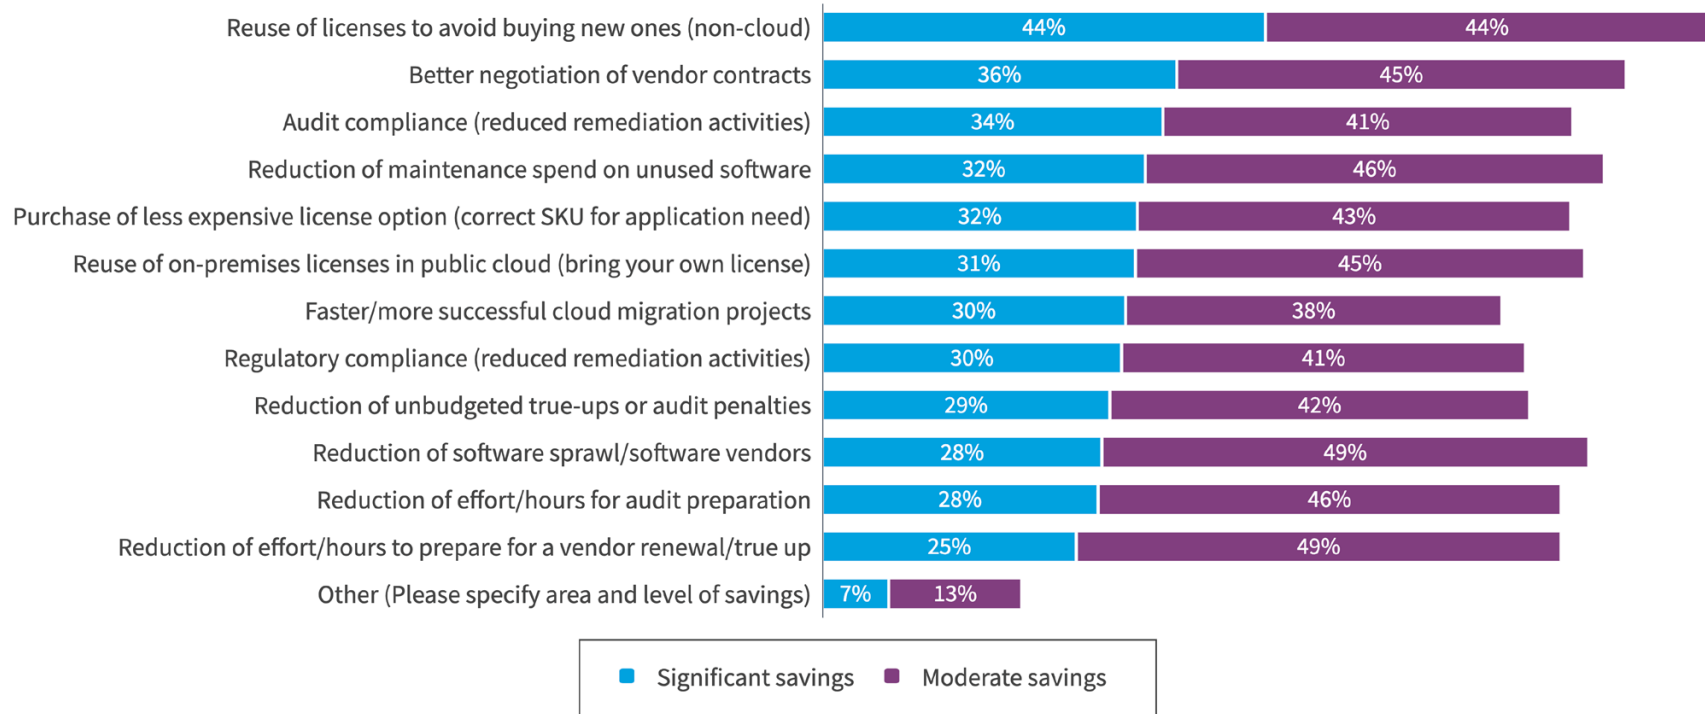 Reuse of licenses to avoid buying new ones (non-cloud) 44% 44%
Better negotiation of vendor contracts 36% 45%
Audit compliance (reduced remediation activities) 34% 41%
Reduction of maintenance spend on unused software 32% 46%
Purchase of less expensive license option (correct SKU for application need) 32% 43%
Reuse of on-premises licenses in public cloud (bring your own license) 31% 45%
Faster/more successful cloud migration projects 30% 38%
Regulatory compliance (reduced remediation activities) 30% 41%
Reduction of unbudgeted true-ups or audit penalties 29% 42%
Reduction of software sprawl/software vendors 28% 49%
Reduction of effort/hours for audit preparation 28% 46%
Reduction of effort/hours to prepare for a vendor renewal/true up 25% 49%
Other (Please specify area and level of savings) 7% 13%
Significant savings Moderate savings